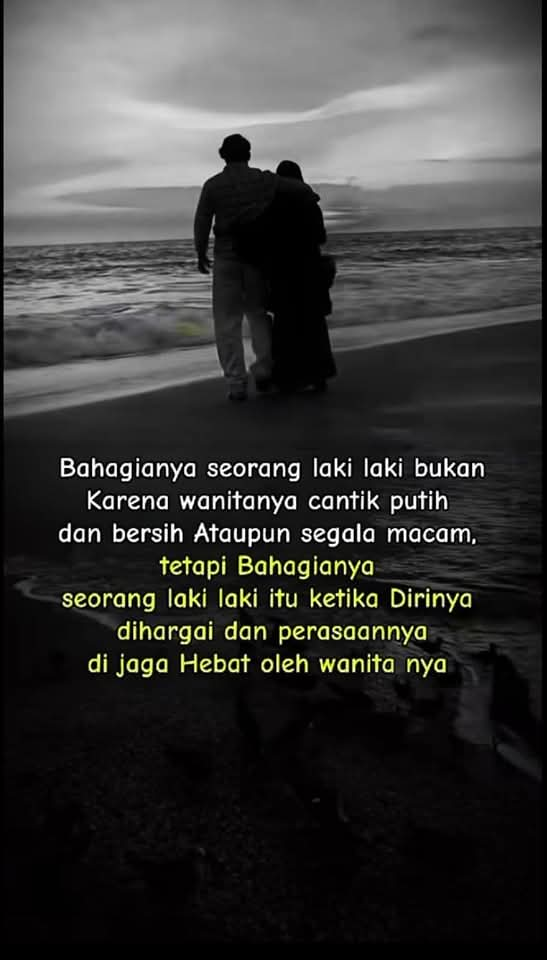 Bahagianya seorang laki laki bukan
Karena wanitanya cantik putih
dan bersih Ataupun segala macam,
tetapi Bahagianya
seorang laki laki itu ketika Dirinya
dihargai dan perasaannya
di jaga Hebat oleh wanita nya